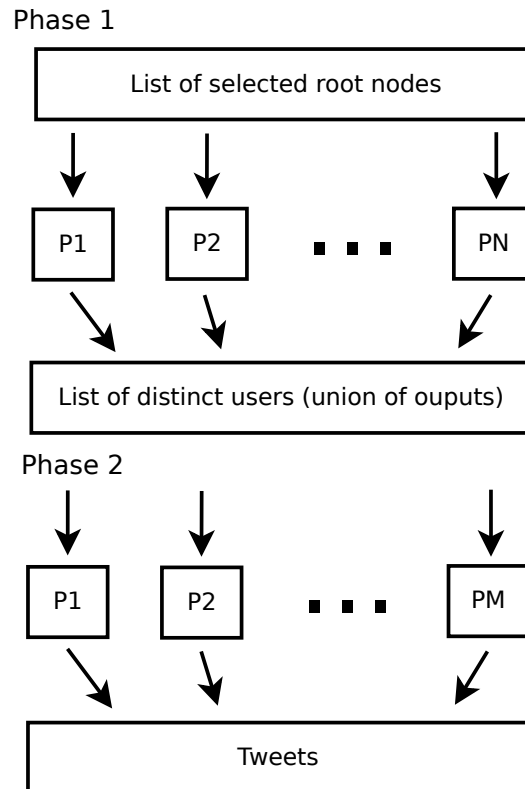 Phase 1
List of selected root nodes
P1 P2 PN
List of distinct users (union of ouputs)
Phase 2
P1 P2 PM
Tweets